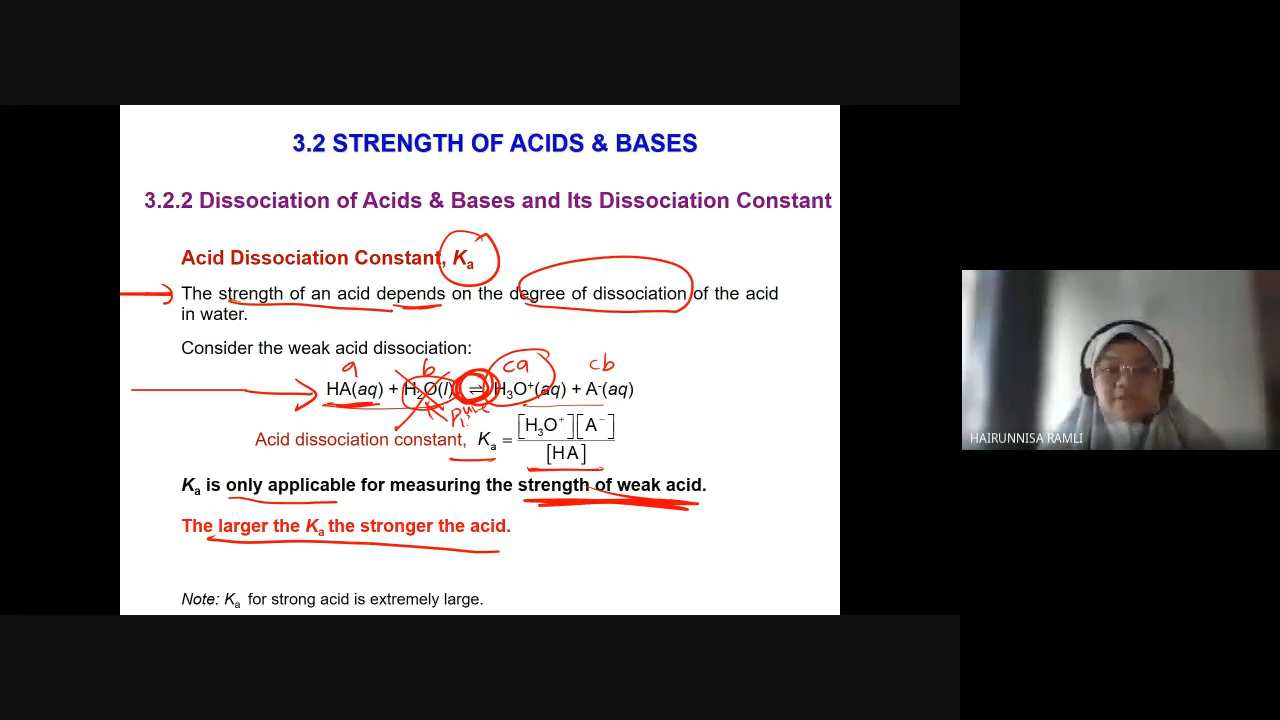 3.2 STRENGTH OF ACIDS & BASES
3.2.2 Dissociation of Acids & Bases and Its Dissociation Constant
Acid Dissociation Constant, Kₐ
The strength of an acid depends on the degree of dissociation of the acid
in water.
Consider the weak acid dissociation:
a b ca cb
HA(aq) + H₂O(l) ⇌ H₃O⁺(aq) + A⁻(aq)
Pure
Acid dissociation constant, Kₐ = [H₃O⁺][A⁻] / [HA]
Kₐ is only applicable for measuring the strength of weak acid.
The larger the Kₐ the stronger the acid.
Note: Kₐ for strong acid is extremely large.
HAIRUNNISA RAMLI